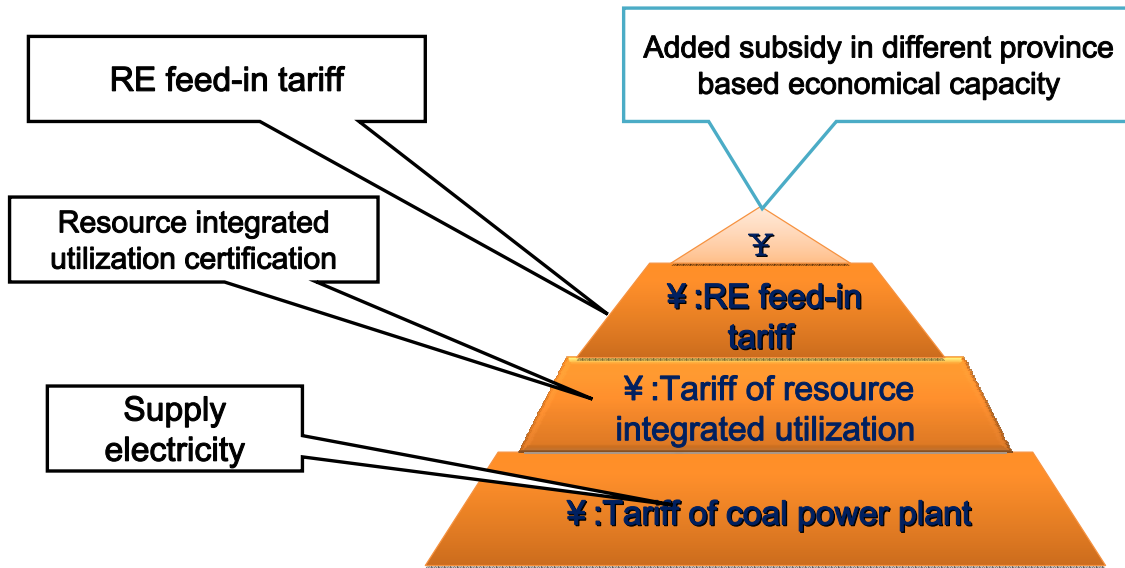 RE feed-in tariff
Added subsidy in different province
based economical capacity
Resource integrated
utilization certification
Supply
electricity
¥
¥:RE feed-in
tariff
¥:Tariff of resource
integrated utilization
¥:Tariff of coal power plant